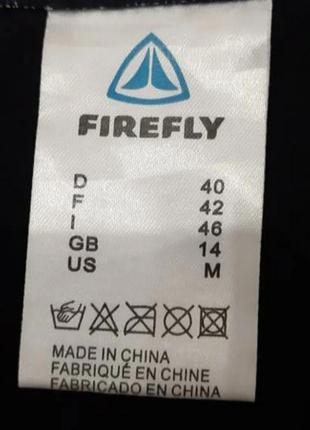 FIREFLY
D 40
F 42
I 46
GB 14
US M
MADE IN CHINA
FABRIQUÉ EN CHINE
FABRICADO EN CHINA